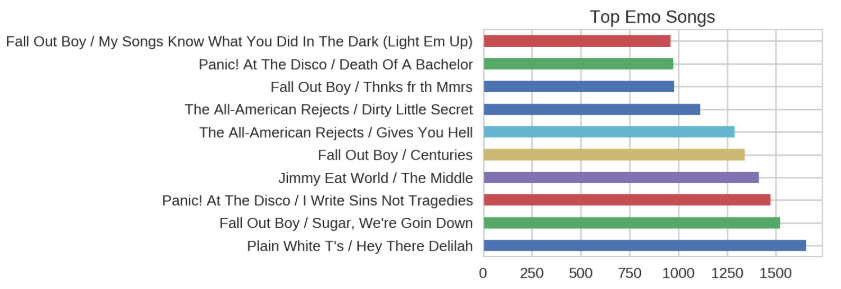 Top Emo Songs
Fall Out Boy / My Songs Know What You Did In The Dark (Light Em Up)
Panic! At The Disco / Death Of A Bachelor
Fall Out Boy / Thnks fr th Mmrs
The All-American Rejects / Dirty Little Secret
The All-American Rejects / Gives You Hell
Fall Out Boy / Centuries
Jimmy Eat World / The Middle
Panic! At The Disco / I Write Sins Not Tragedies
Fall Out Boy / Sugar, We're Goin Down
Plain White T's / Hey There Delilah
0 250 500 750 1000 1250 1500